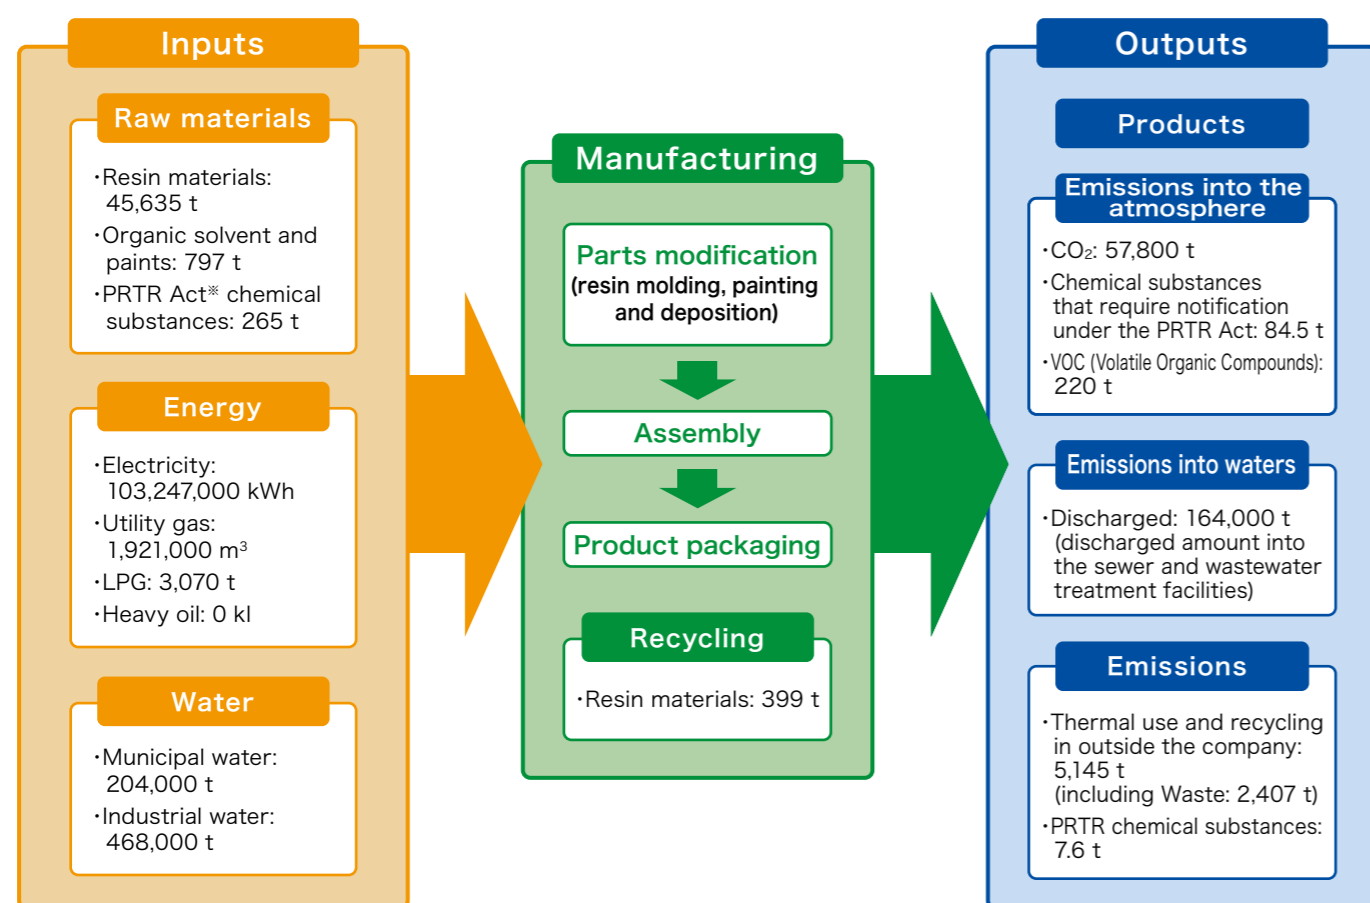 Inputs
Raw materials
・Resin materials:
45,635 t
・Organic solvent and
paints: 797 t
・PRTR Act※ chemical
substances: 265 t
Energy
・Electricity:
103,247,000 kWh
・Utility gas:
1,921,000 m³
・LPG: 3,070 t
・Heavy oil: 0 kl
Water
・Municipal water:
204,000 t
・Industrial water:
468,000 t
Manufacturing
Parts modification
(resin molding, painting
and deposition)
Assembly
Product packaging
Recycling
・Resin materials: 399 t
Outputs
Products
Emissions into the
atmosphere
・CO₂: 57,800 t
・Chemical substances
that require notification
under the PRTR Act: 84.5 t
・VOC (Volatile Organic Compounds):
220 t
Emissions into waters
・Discharged: 164,000 t
(discharged amount into
the sewer and wastewater
treatment facilities)
Emissions
・Thermal use and recycling
in outside the company:
5,145 t
(including Waste: 2,407 t)
・PRTR chemical substances:
7.6 t